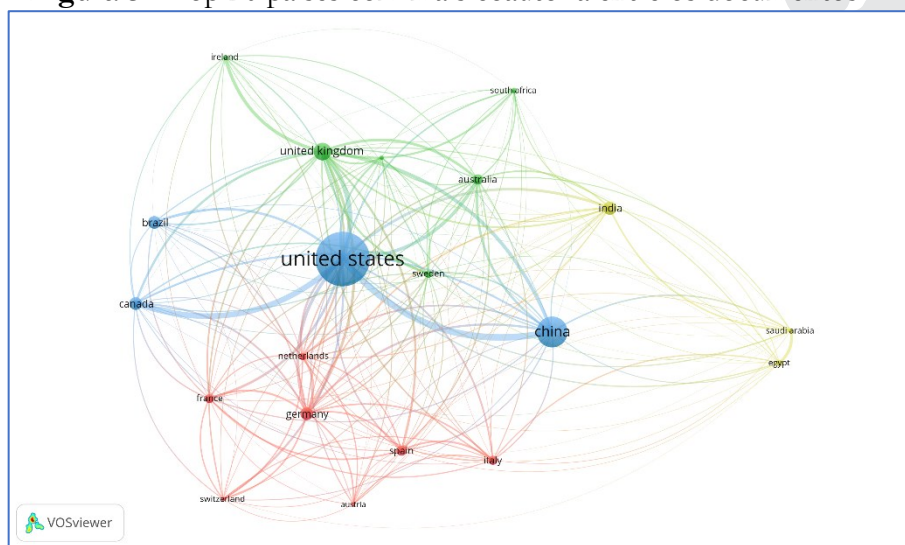 ireland
south africa
united kingdom
australia
india
brazil
united states
sweden
canada
china
saudi arabia
netherlands
egypt
france
germany
spain
italy
switzerland
austria
VOSviewer